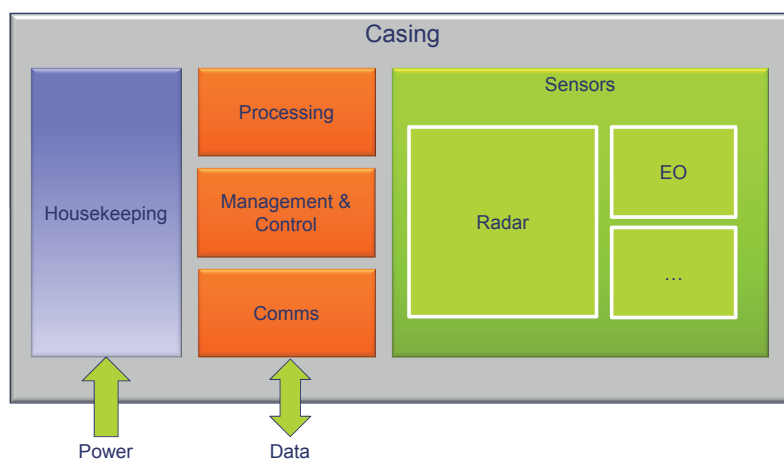 Casing
Housekeeping
Processing
Management &
Control
Comms
Sensors
Radar
EO
...
Power
Data